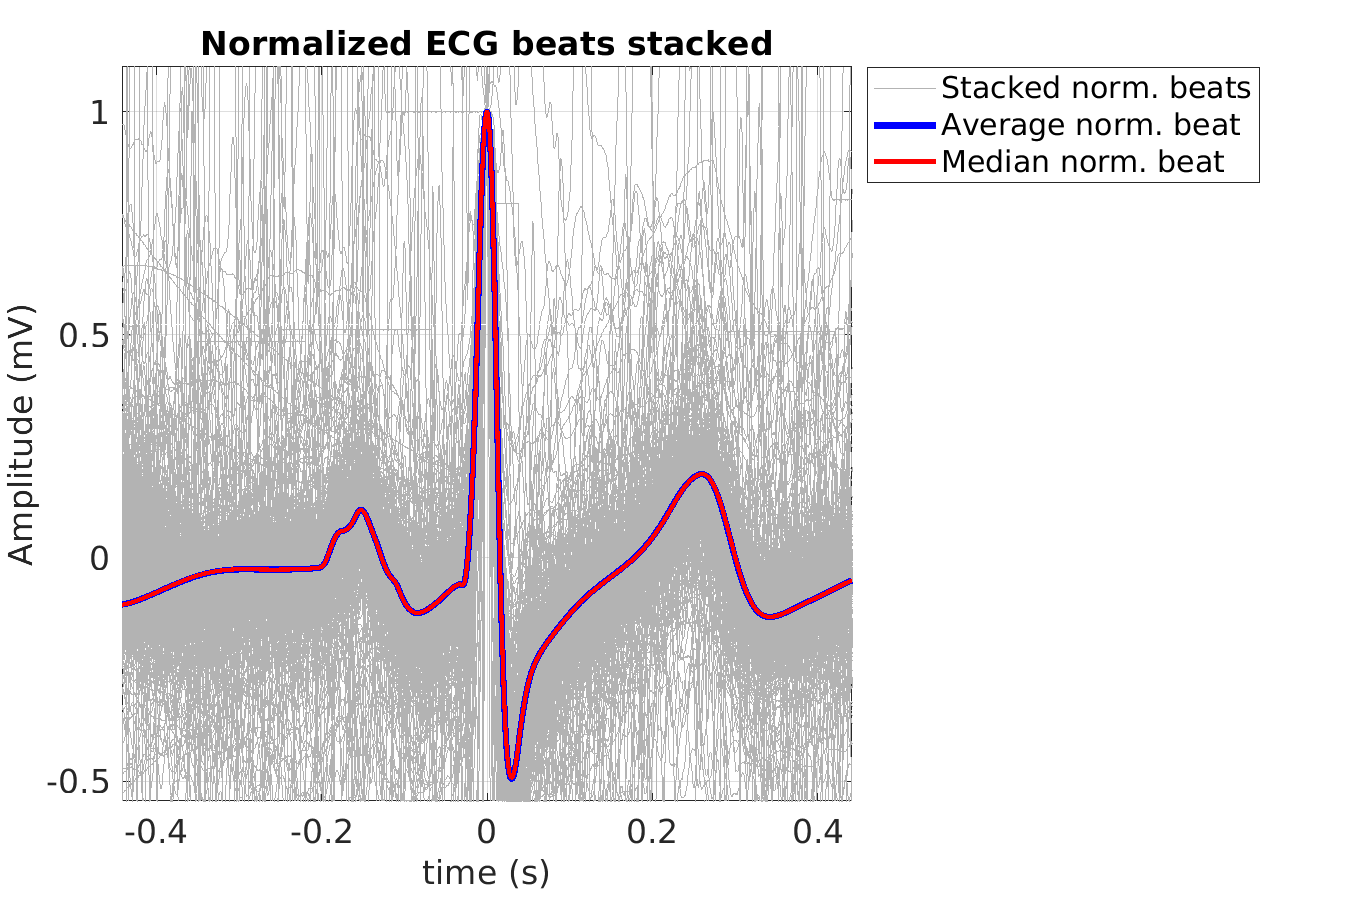 Normalized ECG beats stacked
Stacked norm. beats
Average norm. beat
Median norm. beat
Amplitude (mV)
1
0.5
0
-0.5
-0.4
-0.2
0
0.2
0.4
time (s)